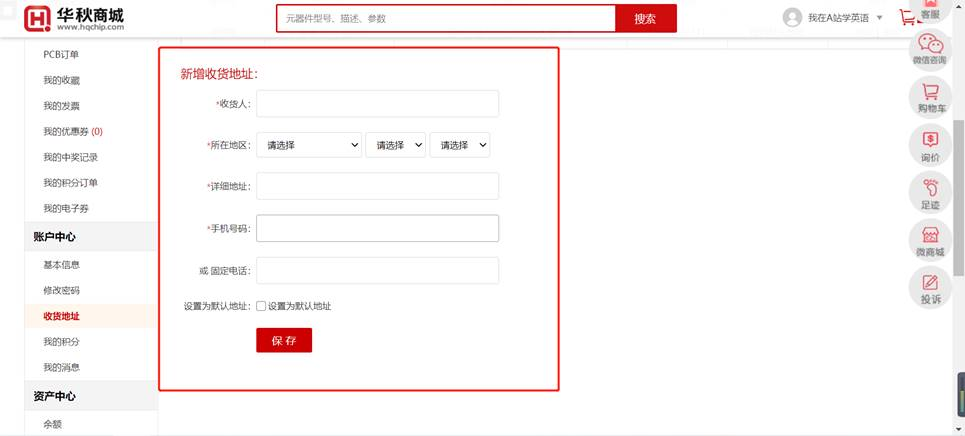 华秋商城
www.hqchip.com
元器件型号、描述、参数
搜索
我在A站学英语
客服
微信咨询
购物车
询价
足迹
微商城
投诉
PCB订单
我的收藏
我的发票
我的优惠券 (0)
我的中奖记录
我的积分订单
我的电子券
账户中心
基本信息
修改密码
收货地址
我的积分
我的消息
资产中心
余额
新增收货地址：
*收货人：
*所在地区： 请选择 请选择 请选择
*详细地址：
*手机号码：
或 固定电话：
设置为默认地址： 设置为默认地址
保 存